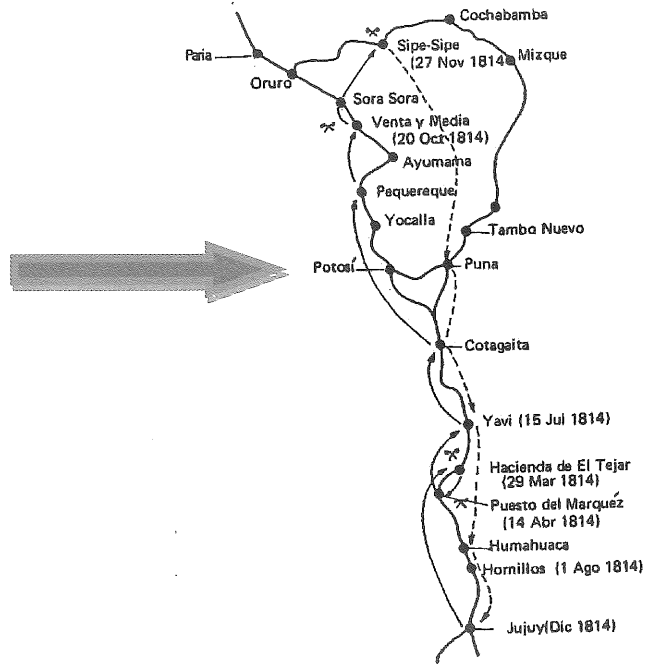 Cochabamba
Paria
Sipe-Sipe
(27 Nov 1814
Mizque
Oruro
Sora Sora
Venta y Media
(20 Oct 1814)
Ayumama
Pequereque
Yocalla
Tambo Nuevo
Potosí
Puna
Cotagaita
Yavi (15 Jul 1814)
Hacienda de El Tejar
(29 Mar 1814)
Puesto del Marquéz
(14 Abr 1814)
Humahuaca
Hornillos (1 Ago 1814)
Jujuy(Dic 1814)